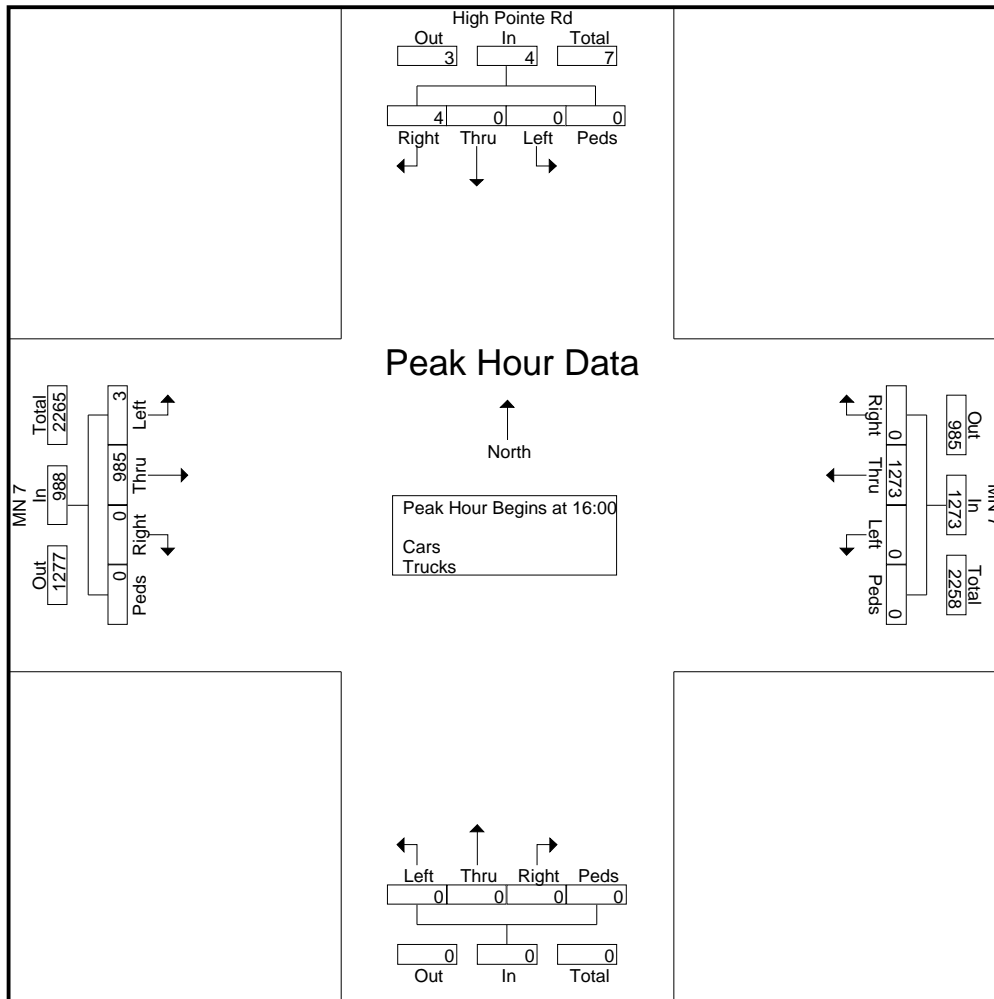 High Pointe Rd
Out In Total
3 4 7
4 0 0 0
Right Thru Left Peds
Peak Hour Data
North
Peak Hour Begins at 16:00
Cars
Trucks
MN 7
Total In Out
2265 988 1277
3 985 0 0
Left Thru Right Peds
Right Thru Left Peds
0 1273 0 0
Out In Total
985 1273 2258
MN 7
Left Thru Right Peds
0 0 0 0
0 0 0
Out In Total